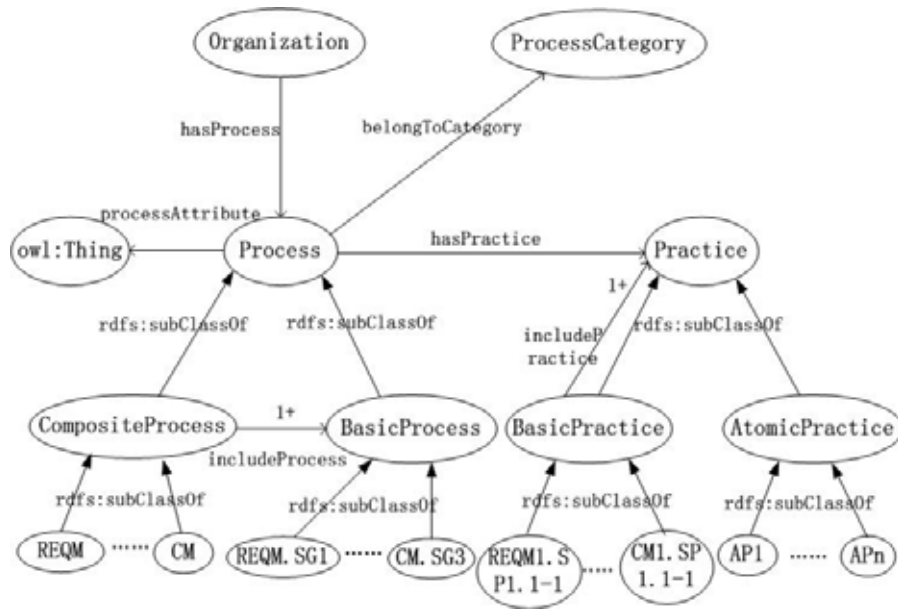 Organization
ProcessCategory
hasProcess
belongToCategory
processAttribute
owl:Thing
Process
hasPractice
Practice
1+
rdfs:subClassOf
rdfs:subClassOf
includeP
ractice
rdfs:subClassOf
CompositeProcess
1+
includeProcess
BasicProcess
BasicPractice
AtomicPractice
rdfs:subClassOf
rdfs:subClassOf
rdfs:subClassOf
rdfs:subClassOf
REQM
......
CM
REQM.SG1
......
CM.SG3
REQM1.S
P1.1-1
.....
CM1.SP
1.1-1
AP1
......
APn